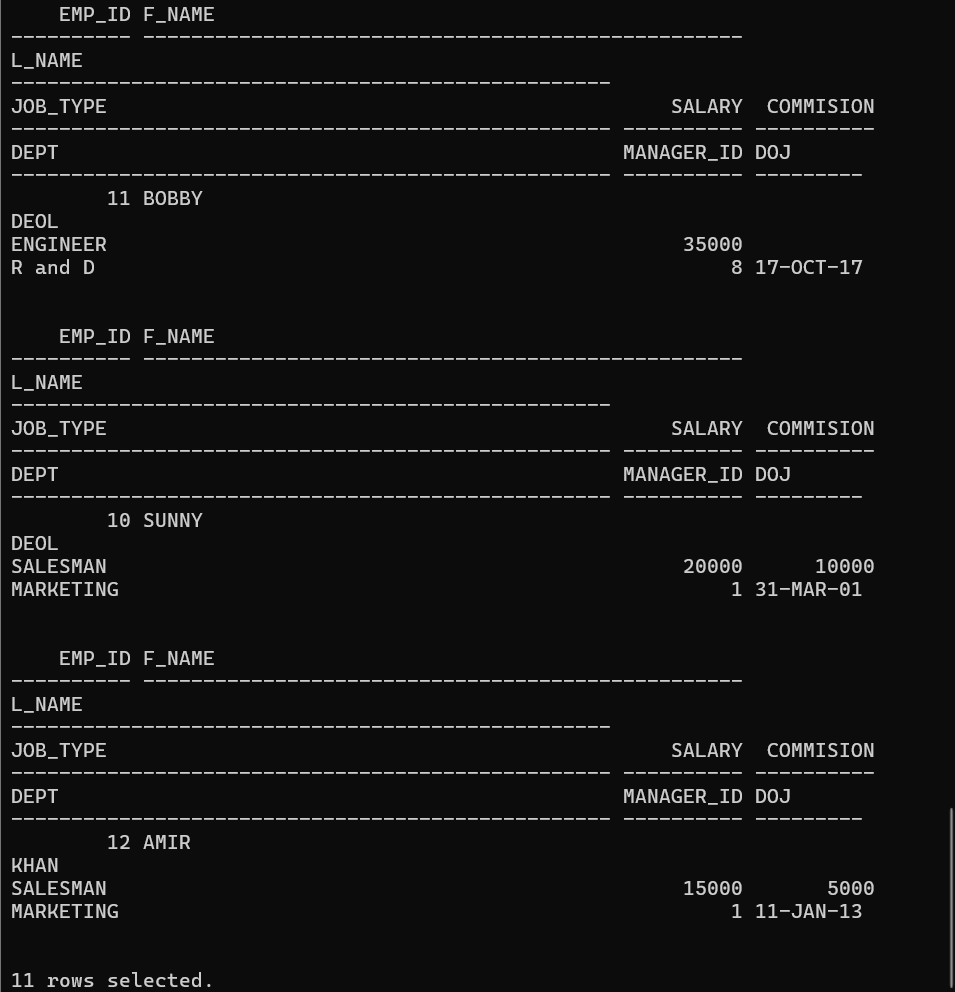 EMP_ID F_NAME
---------- --------------------------------------------------
L_NAME
--------------------------------------------------
JOB_TYPE                                               SALARY  COMMISION
-------------------------------------------------- ---------- ----------
DEPT                                               MANAGER_ID DOJ
-------------------------------------------------- ---------- ---------
        11 BOBBY
DEOL
ENGINEER                                                35000
R and D                                                     8 17-OCT-17
    EMP_ID F_NAME
---------- --------------------------------------------------
L_NAME
--------------------------------------------------
JOB_TYPE                                               SALARY  COMMISION
-------------------------------------------------- ---------- ----------
DEPT                                               MANAGER_ID DOJ
-------------------------------------------------- ---------- ---------
        10 SUNNY
DEOL
SALESMAN                                                20000      10000
MARKETING                                                   1 31-MAR-01
    EMP_ID F_NAME
---------- --------------------------------------------------
L_NAME
--------------------------------------------------
JOB_TYPE                                               SALARY  COMMISION
-------------------------------------------------- ---------- ----------
DEPT                                               MANAGER_ID DOJ
-------------------------------------------------- ---------- ---------
        12 AMIR
KHAN
SALESMAN                                                15000       5000
MARKETING                                                   1 11-JAN-13
11 rows selected.